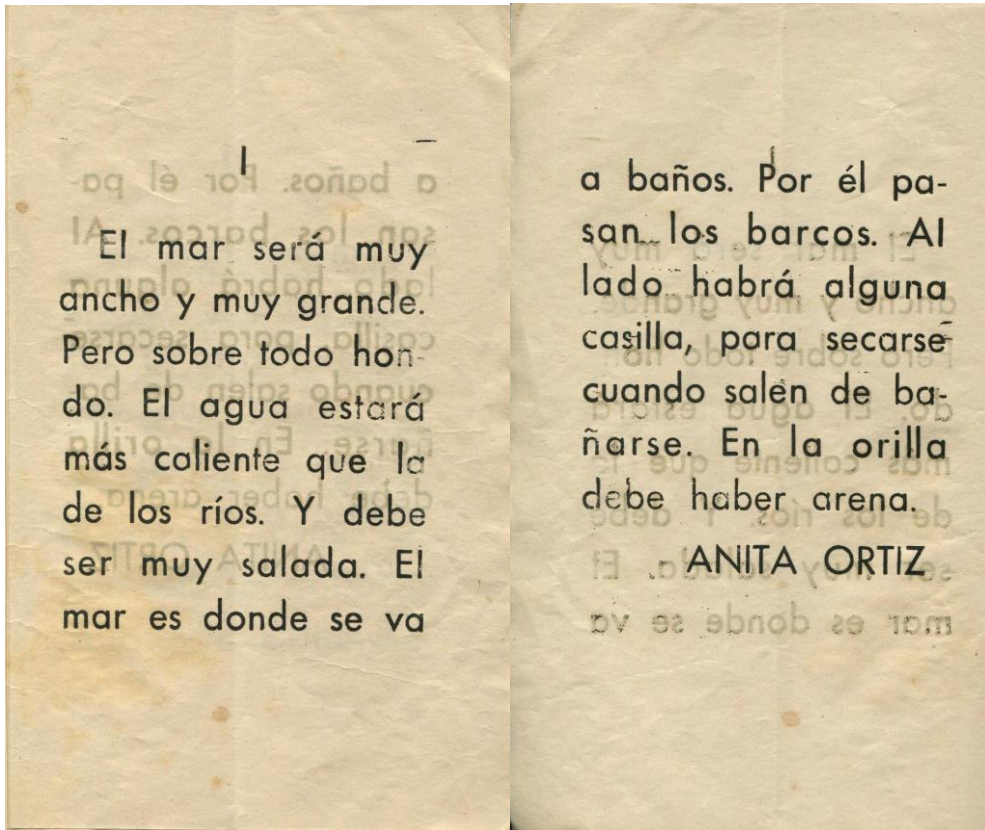 I
El mar será muy
ancho y muy grande.
Pero sobre todo hon-
do. El agua estará
más caliente que la
de los ríos. Y debe
ser muy salada. El
mar es donde se va
a baños. Por él pa-
san los barcos. Al
lado habrá alguna
casilla, para secarse
cuando salen de ba-
ñarse. En la orilla
debe haber arena.
ANITA ORTIZ